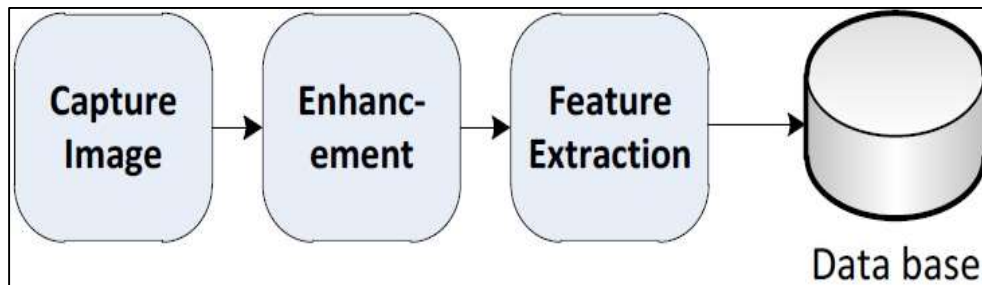 Capture
Image
Enhanc-
ement
Feature
Extraction
Data base